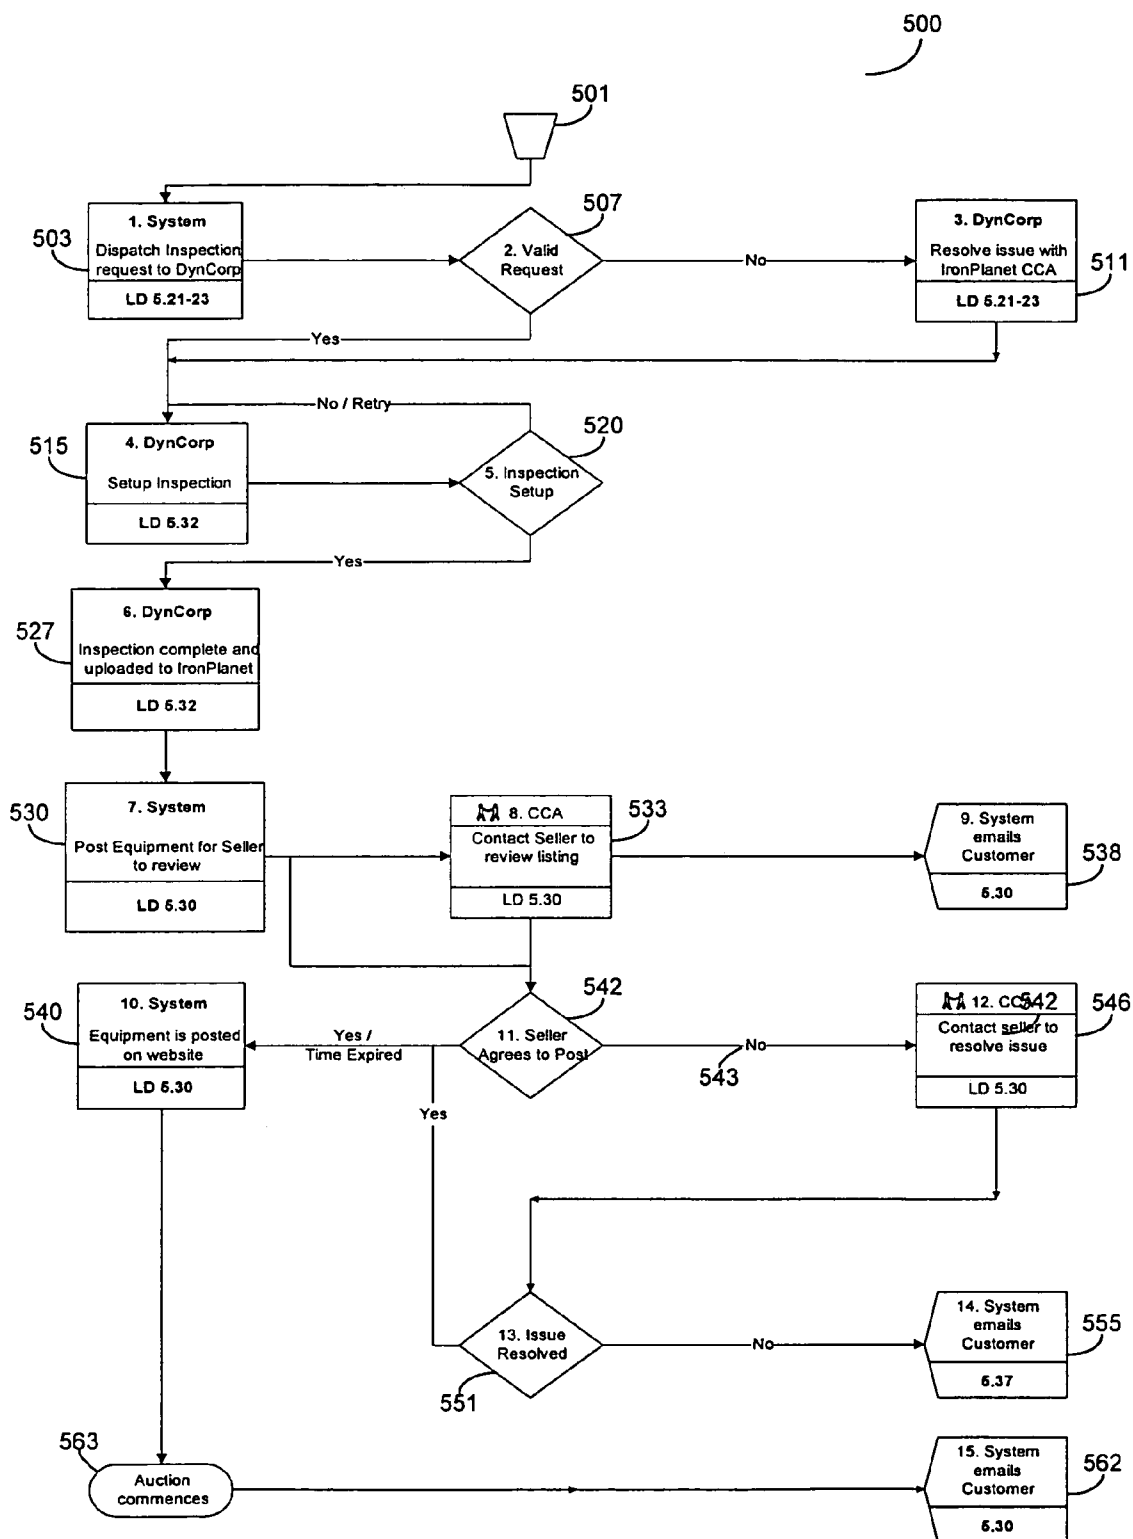 500
501
1. System
Dispatch Inspection
request to DynCorp
LD 5.21-23
503
2. Valid
Request
507
No
3. DynCorp
Resolve issue with
IronPlanet CCA
LD 5.21-23
511
Yes
No / Retry
515
4. DynCorp
Setup Inspection
LD 5.32
5. Inspection
Setup
520
Yes
527
6. DynCorp
Inspection complete and
uploaded to IronPlanet
LD 5.32
530
7. System
Post Equipment for Seller
to review
LD 5.30
8. CCA
Contact Seller to
review listing
LD 5.30
533
9. System
emails
Customer
5.30
538
540
10. System
Equipment is posted
on website
LD 5.30
Yes /
Time Expired
11. Seller
Agrees to Post
542
No
543
12. CCA
542
Contact seller to
resolve issue
LD 5.30
546
Yes
13. Issue
Resolved
551
No
14. System
emails
Customer
5.37
555
563
Auction
commences
15. System
emails
Customer
5.30
562